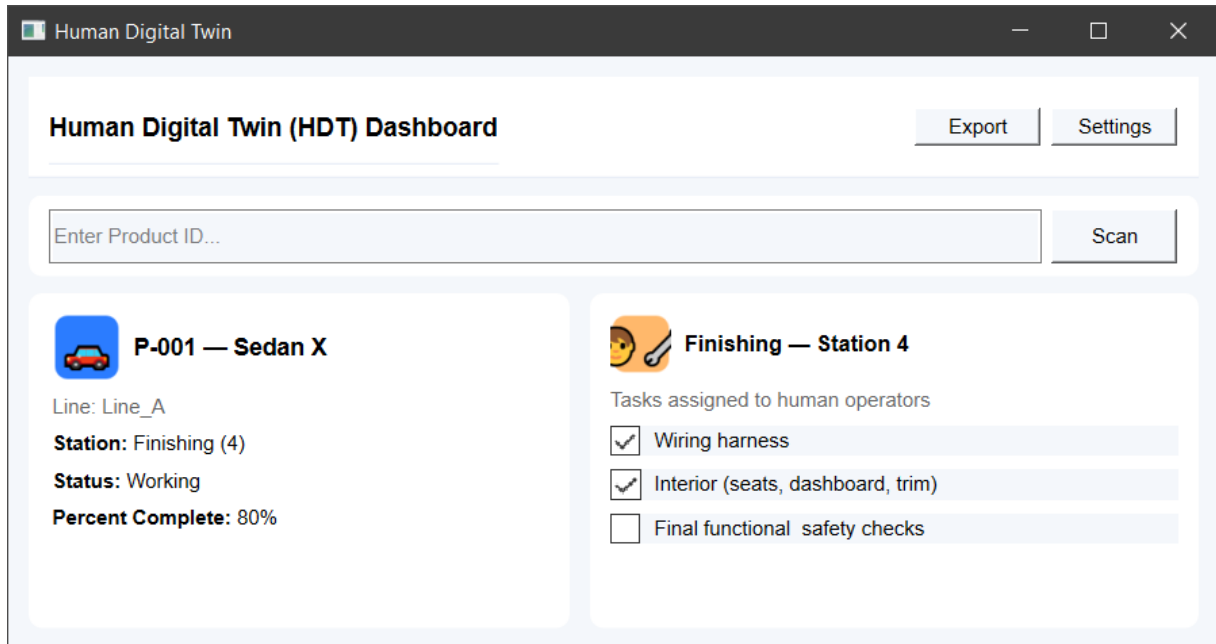 Human Digital Twin
Human Digital Twin (HDT) Dashboard
Export
Settings
Enter Product ID...
Scan
P-001 — Sedan X
Line: Line_A
Station: Finishing (4)
Status: Working
Percent Complete: 80%
Finishing — Station 4
Tasks assigned to human operators
Wiring harness
Interior (seats, dashboard, trim)
Final functional  safety checks